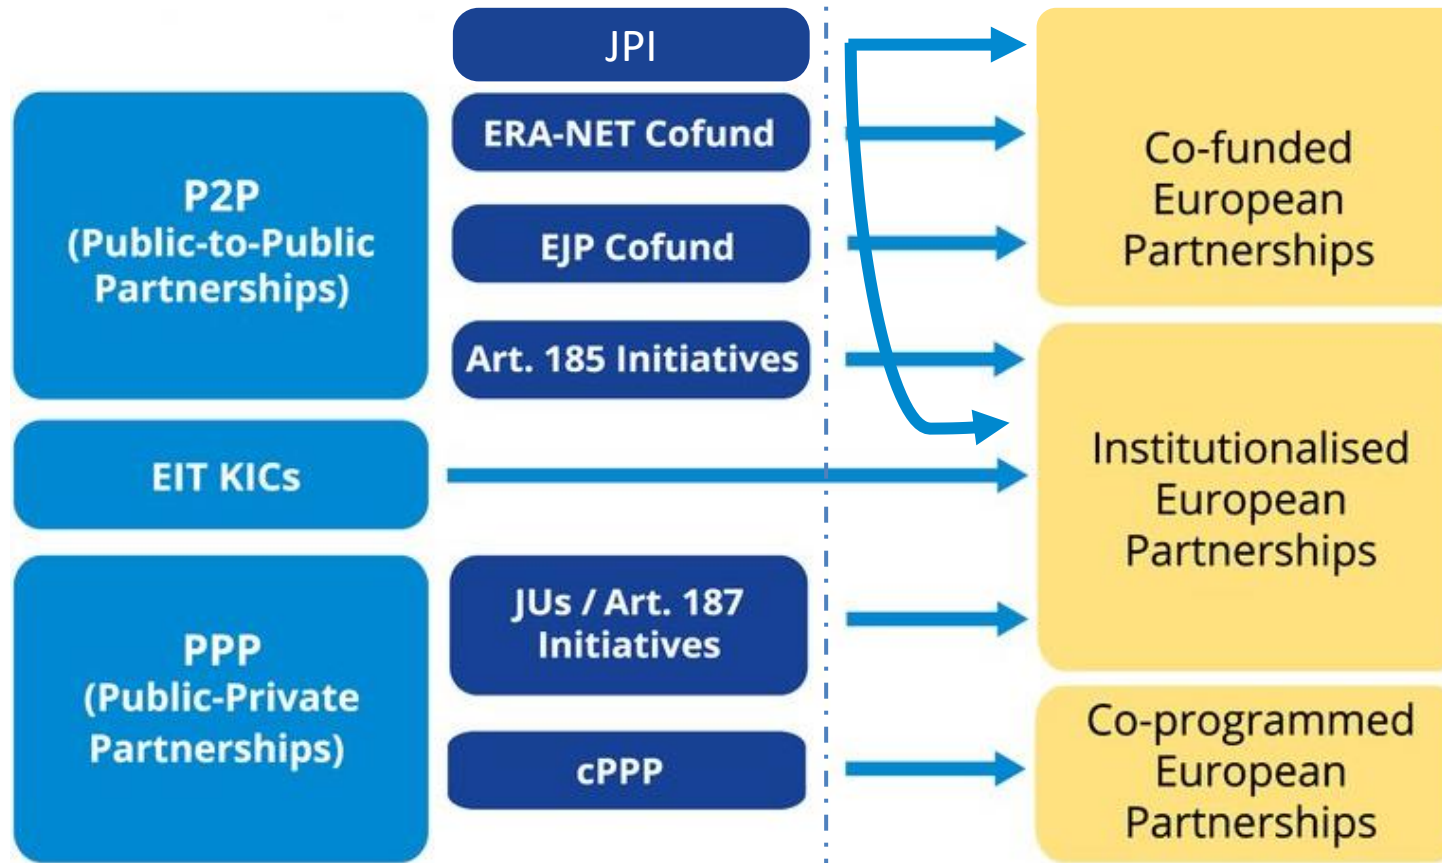 JPI
P2P
(Public-to-Public
Partnerships)
ERA-NET Cofund
EJP Cofund
Art. 185 Initiatives
Co-funded
European
Partnerships
EIT KICs
Institutionalised
European
Partnerships
PPP
(Public-Private
Partnerships)
JUs / Art. 187
Initiatives
cPPP
Co-programmed
European
Partnerships